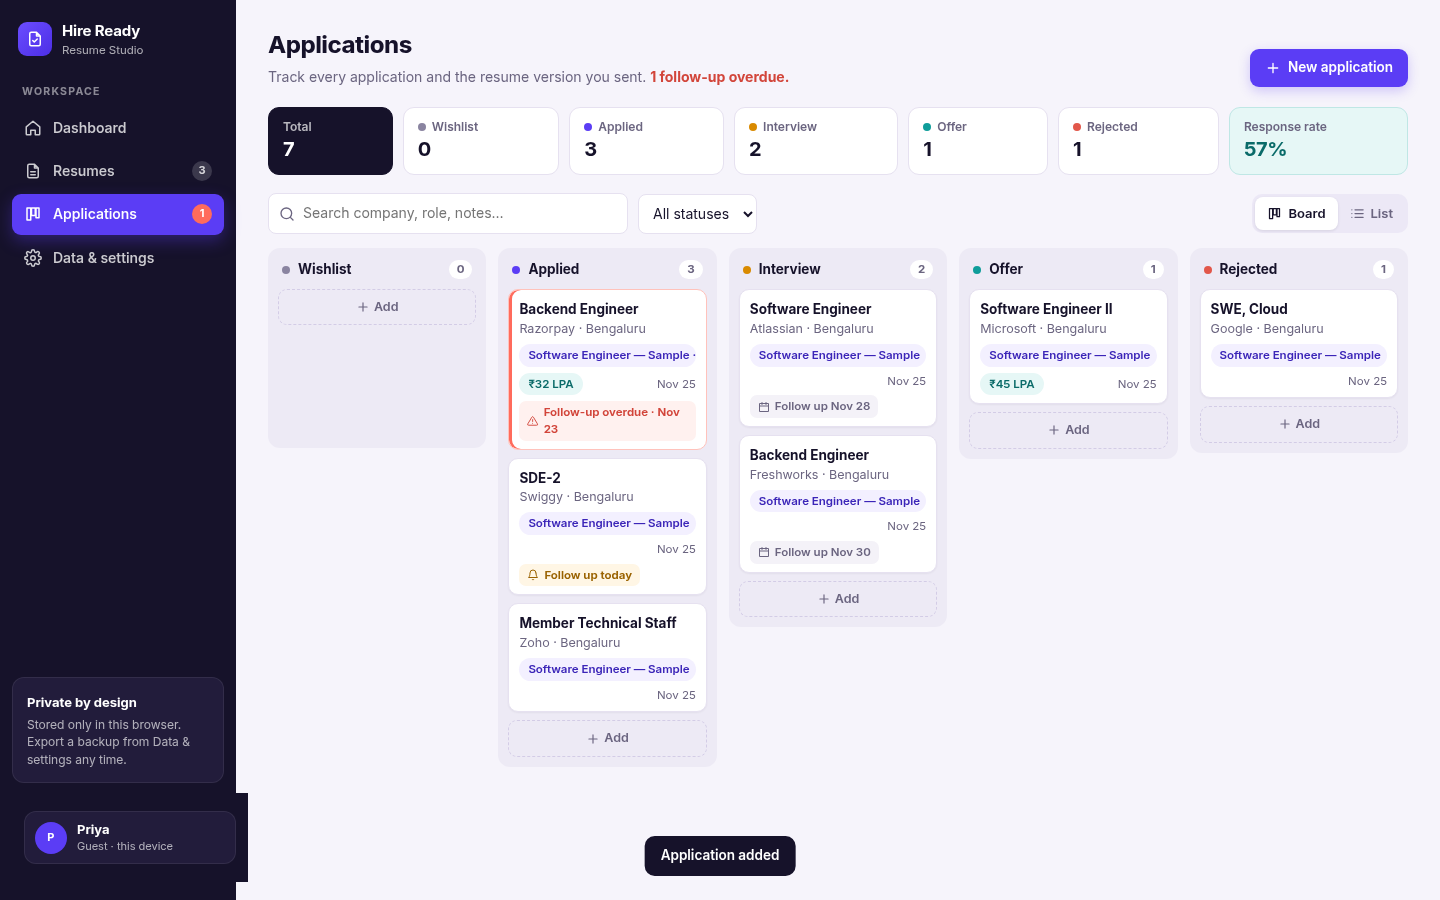 Hire Ready
Resume Studio
WORKSPACE
Dashboard
Resumes 3
Applications 1
Data & settings
Private by design
Stored only in this browser.
Export a backup from Data &
settings any time.
P
Priya
Guest · this device
Applications
Track every application and the resume version you sent. 1 follow-up overdue.
New application
Total
7
Wishlist
0
Applied
3
Interview
2
Offer
1
Rejected
1
Response rate
57%
Search company, role, notes...
All statuses
Board
List
Wishlist 0
Add
Applied 3
Backend Engineer
Razorpay · Bengaluru
Software Engineer — Sample ·
₹32 LPA Nov 25
Follow-up overdue · Nov
23
SDE-2
Swiggy · Bengaluru
Software Engineer — Sample
Nov 25
Follow up today
Member Technical Staff
Zoho · Bengaluru
Software Engineer — Sample
Nov 25
Add
Interview 2
Software Engineer
Atlassian · Bengaluru
Software Engineer — Sample
Nov 25
Follow up Nov 28
Backend Engineer
Freshworks · Bengaluru
Software Engineer — Sample
Nov 25
Follow up Nov 30
Add
Offer 1
Software Engineer II
Microsoft · Bengaluru
Software Engineer — Sample
₹45 LPA Nov 25
Add
Rejected 1
SWE, Cloud
Google · Bengaluru
Software Engineer — Sample
Nov 25
Add
Application added